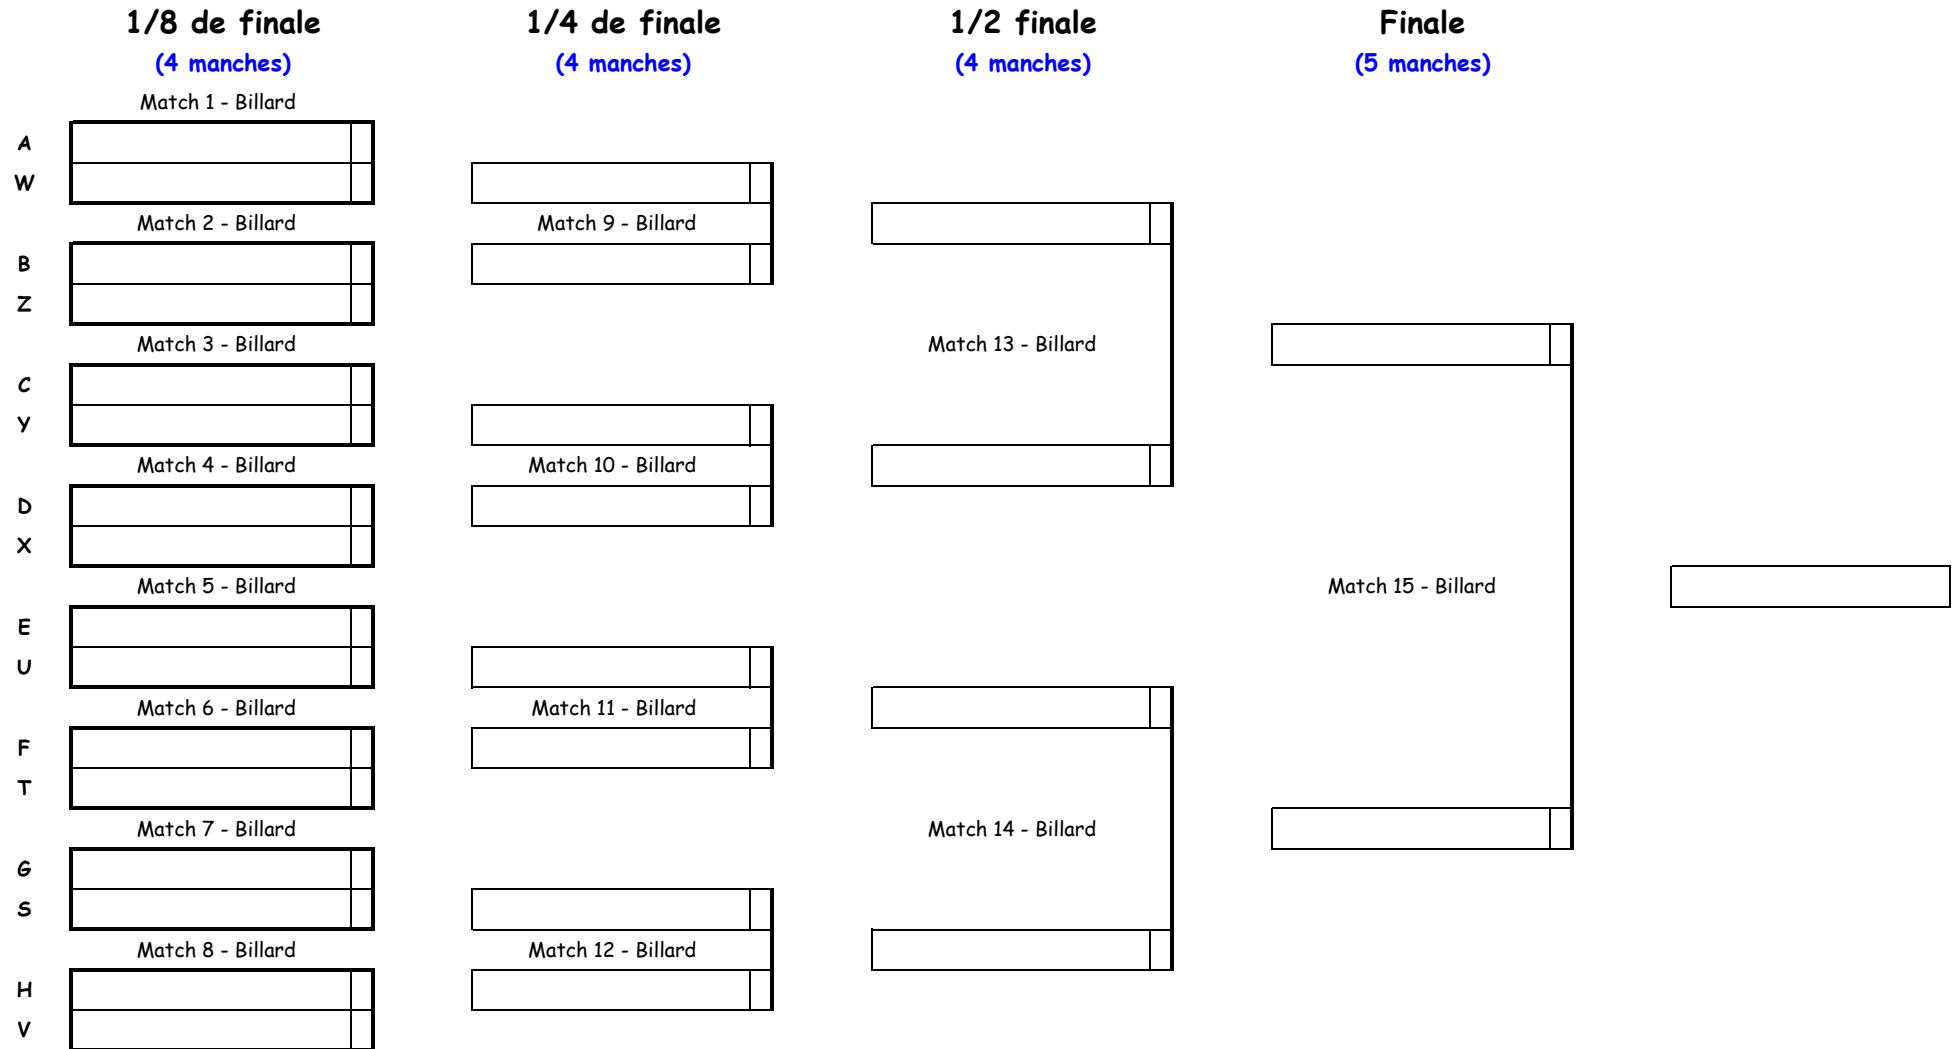 1/8 de finale
1/4 de finale
1/2 finale
Finale
(4 manches)
(4 manches)
(4 manches)
(5 manches)
Match 1 - Billard
A
W
Match 2 - Billard
Match 9 - Billard
B
Z
Match 3 - Billard
Match 13 - Billard
C
Y
Match 4 - Billard
Match 10 - Billard
D
X
Match 5 - Billard
Match 15 - Billard
E
U
Match 6 - Billard
Match 11 - Billard
F
T
Match 7 - Billard
Match 14 - Billard
G
S
Match 8 - Billard
Match 12 - Billard
H
V